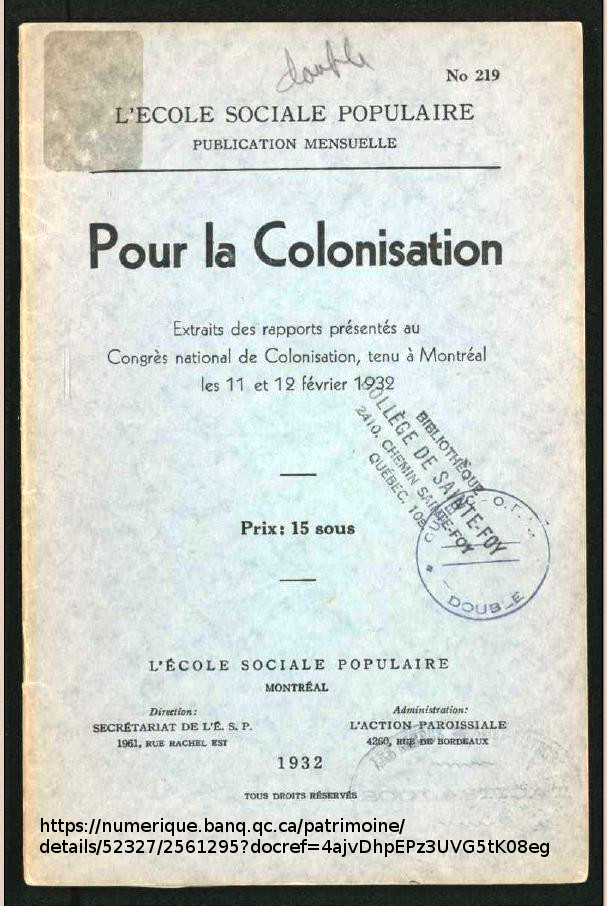 double
No 219
L'ECOLE SOCIALE POPULAIRE
PUBLICATION MENSUELLE
Pour la Colonisation
Extraits des rapports présentés au
Congrès national de Colonisation, tenu à Montréal
les 11 et 12 février 1932
BIBLIOTHÈQUE
COLLÈGE DE SAINTE-FOY
2410, CHEMIN SAINTE-FOY
QUÉBEC, 10e
Prix: 15 sous
DOUBLE
L'ÉCOLE SOCIALE POPULAIRE
MONTRÉAL
Direction:
SECRÉTARIAT DE L'É. S. P.
1961, RUE RACHEL EST
Administration:
L'ACTION PAROISSIALE
4260, RUE DE BORDEAUX
1932
TOUS DROITS RÉSERVÉS
https://numerique.banq.qc.ca/patrimoine/
details/52327/2561295?docref=4ajvDhpEPz3UVG5tK08eg